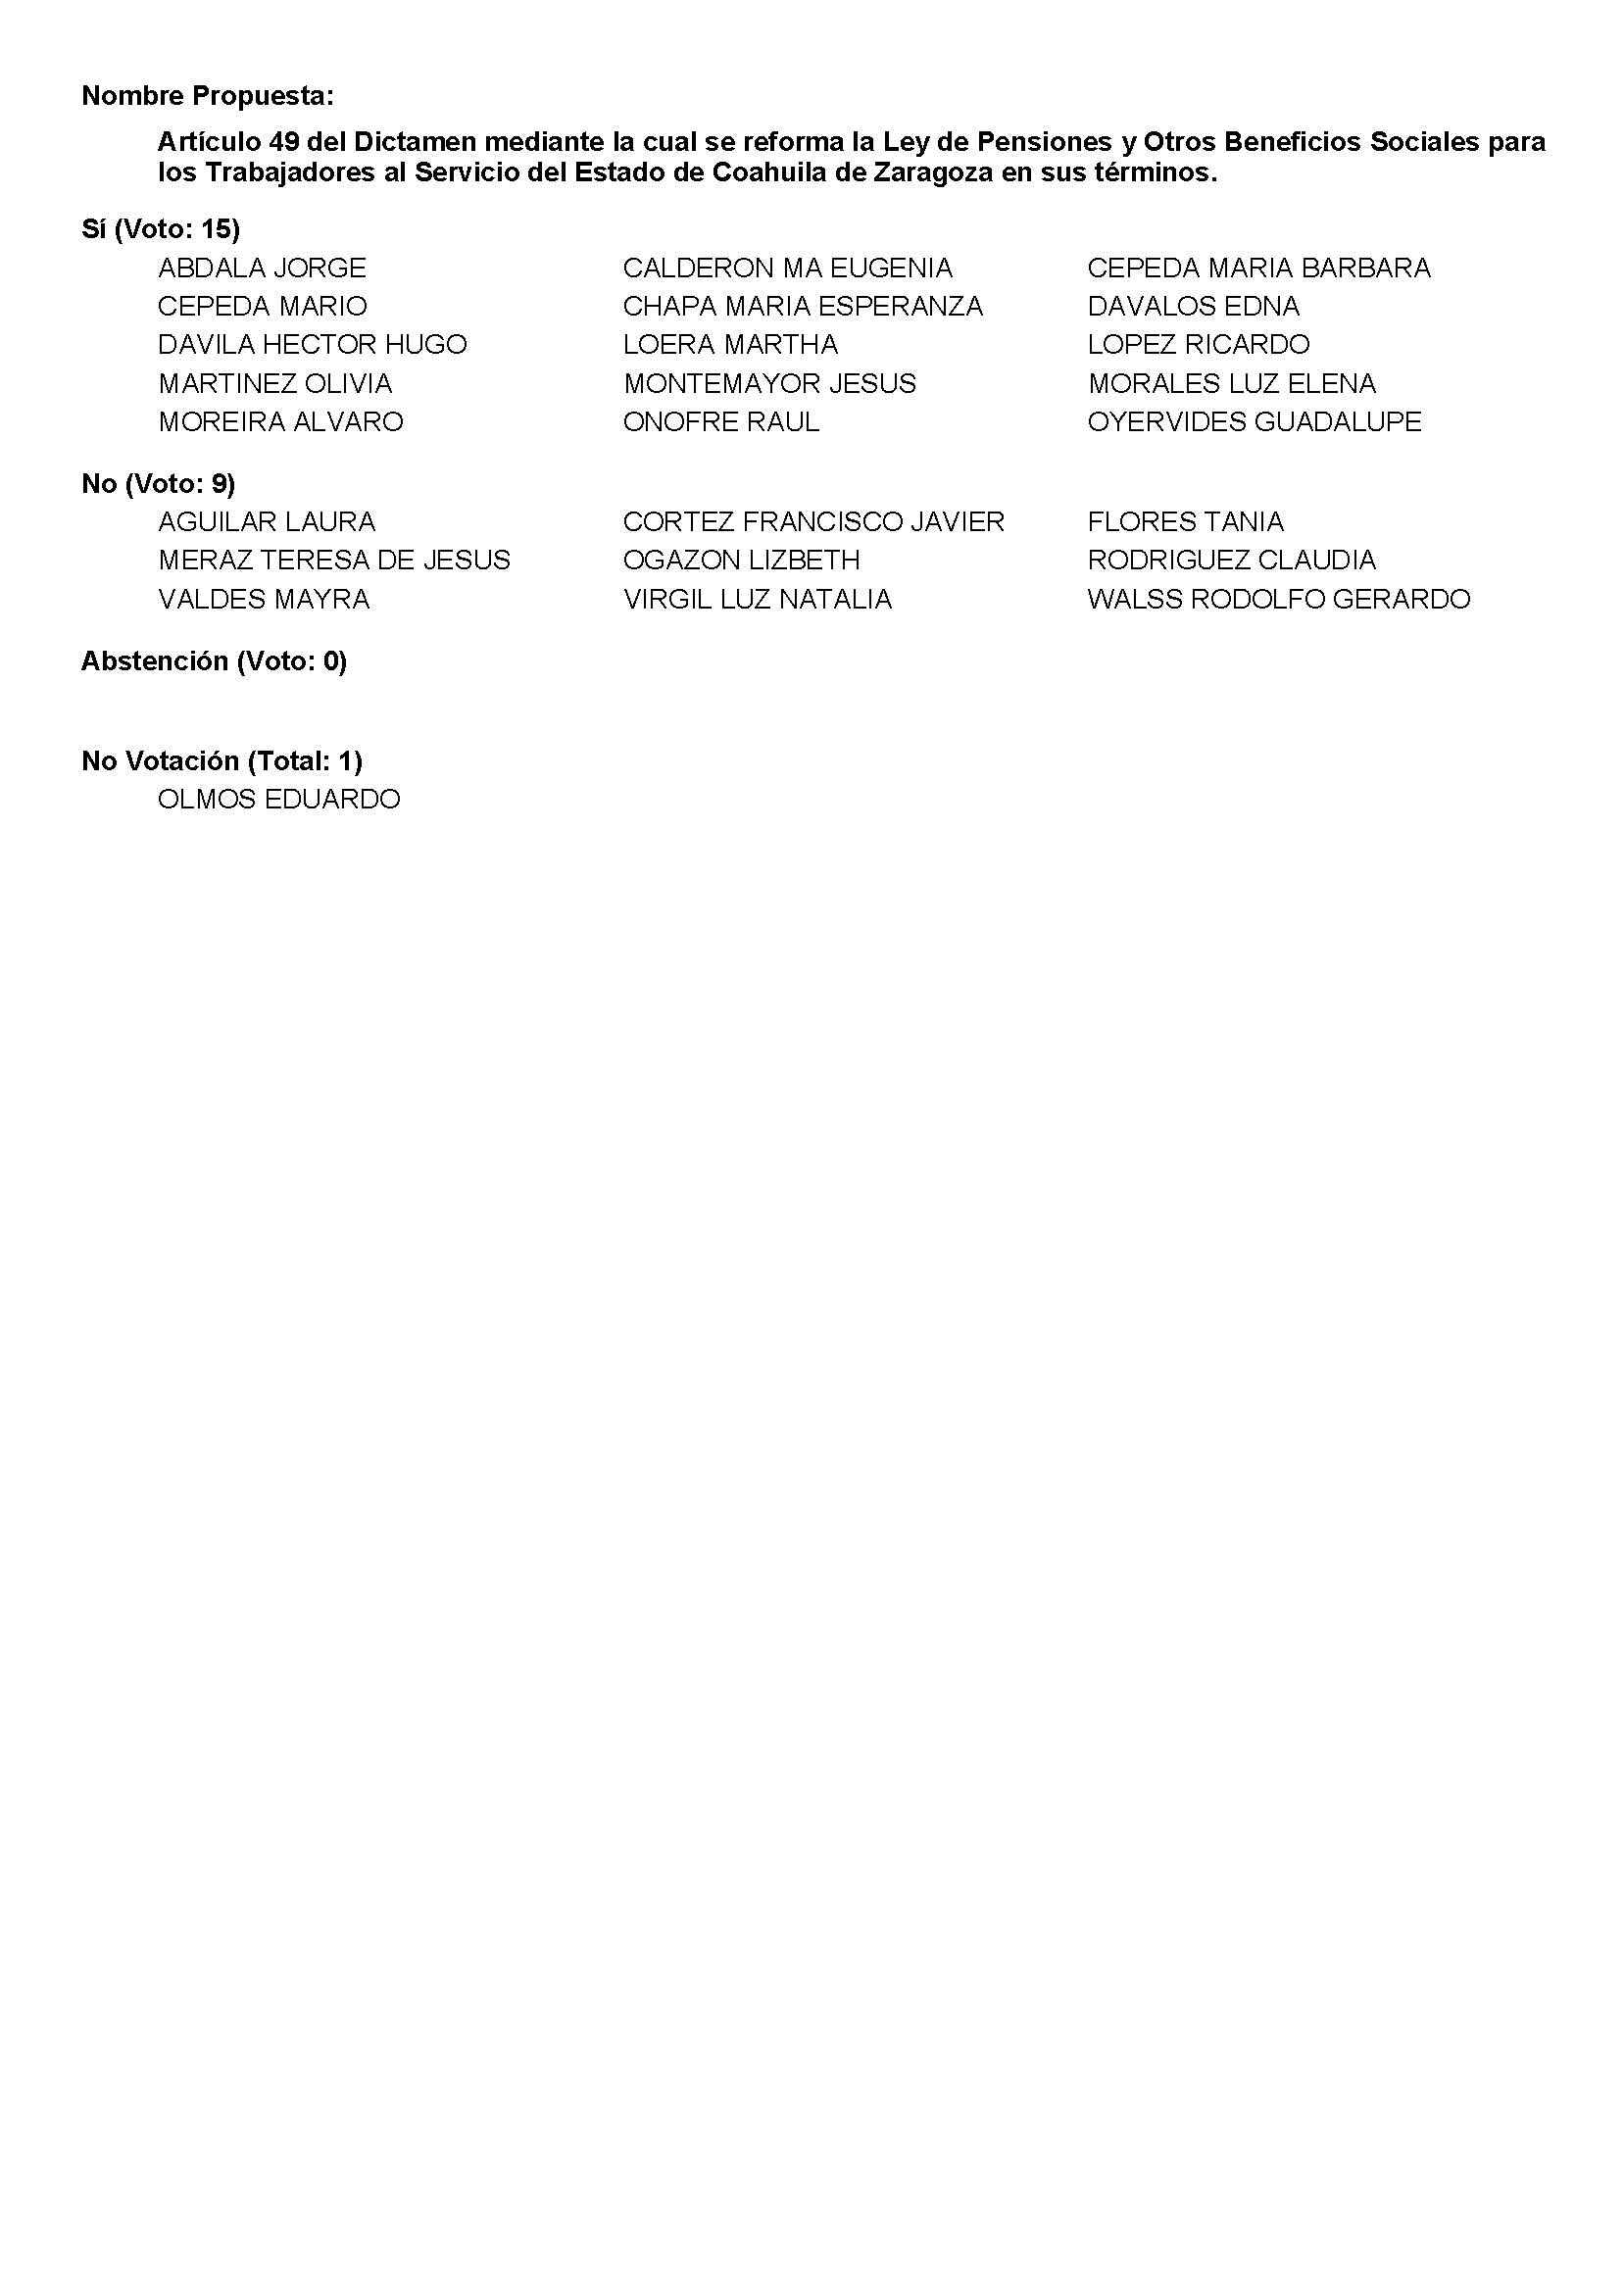 Nombre Propuesta:
Artículo 49 del Dictamen mediante la cual se reforma la Ley de Pensiones y Otros Beneficios Sociales para
los Trabajadores al Servicio del Estado de Coahuila de Zaragoza en sus términos.
Sí (Voto: 15)
ABDALA JORGE CALDERON MA EUGENIA CEPEDA MARIA BARBARA
CEPEDA MARIO CHAPA MARIA ESPERANZA DAVALOS EDNA
DAVILA HECTOR HUGO LOERA MARTHA LOPEZ RICARDO
MARTINEZ OLIVIA MONTEMAYOR JESUS MORALES LUZ ELENA
MOREIRA ALVARO ONOFRE RAUL OYERVIDES GUADALUPE
No (Voto: 9)
AGUILAR LAURA CORTEZ FRANCISCO JAVIER FLORES TANIA
MERAZ TERESA DE JESUS OGAZON LIZBETH RODRIGUEZ CLAUDIA
VALDES MAYRA VIRGIL LUZ NATALIA WALSS RODOLFO GERARDO
Abstención (Voto: 0)
No Votación (Total: 1)
OLMOS EDUARDO